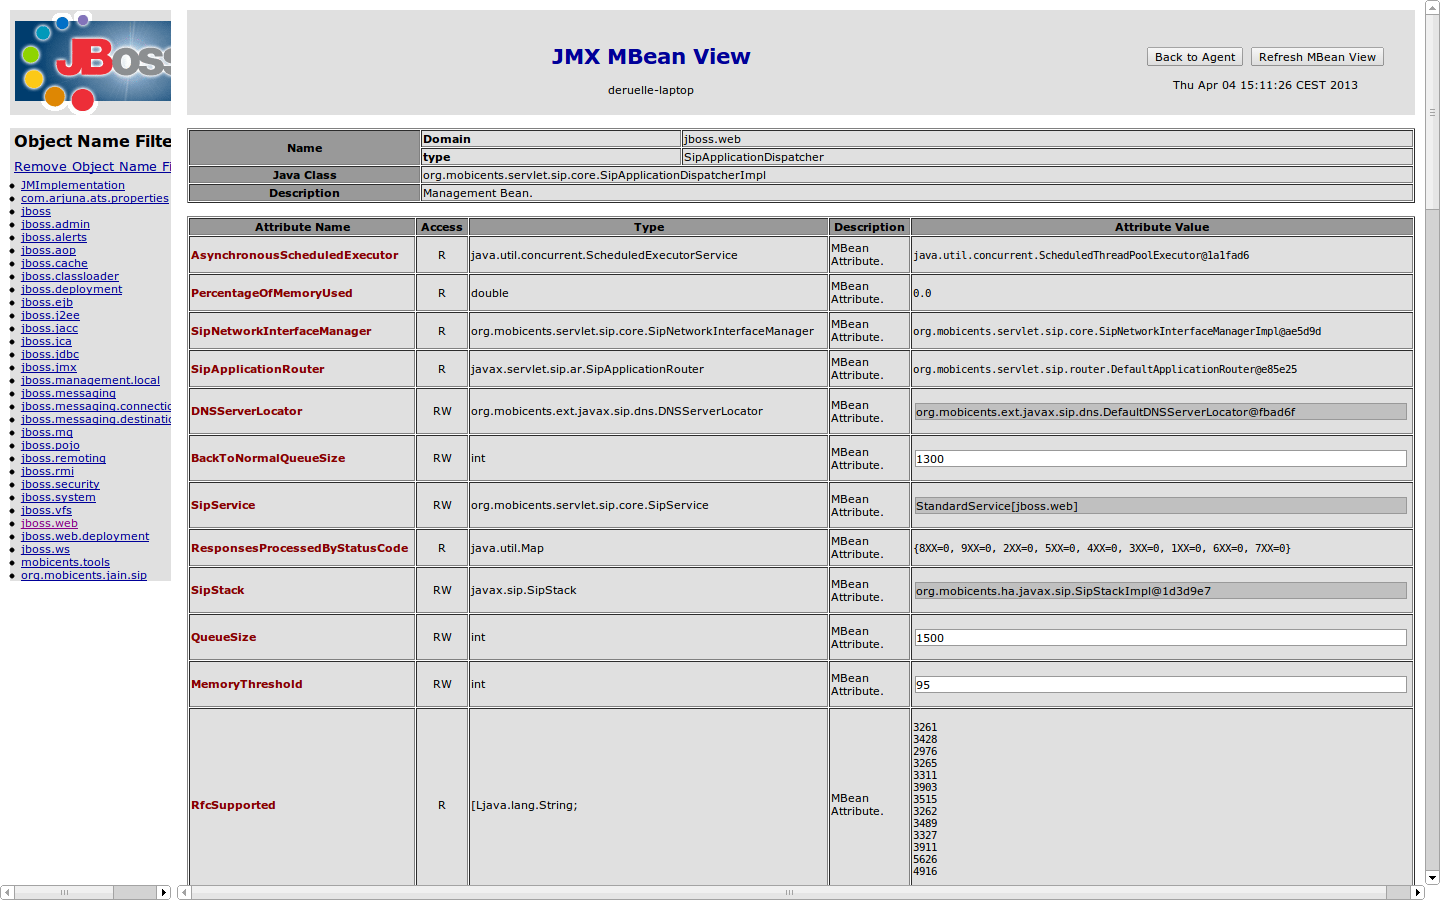 JBoss
JMX MBean View
deruelle-laptop
Back to Agent Refresh MBean View
Thu Apr 04 15:11:26 CEST 2013
Object Name Filte
Remove Object Name Fi
JMImplementation
com.arjuna.ats.properties
jboss
jboss.admin
jboss.alerts
jboss.aop
jboss.cache
jboss.classloader
jboss.deployment
jboss.ejb
jboss.j2ee
jboss.jacc
jboss.jca
jboss.jdbc
jboss.jmx
jboss.management.local
jboss.messaging
jboss.messaging.connectio
jboss.messaging.destinatio
jboss.mq
jboss.pojo
jboss.remoting
jboss.rmi
jboss.security
jboss.system
jboss.vfs
jboss.web
jboss.web.deployment
jboss.ws
mobicents.tools
org.mobicents.jain.sip
Name Domain jboss.web
type SipApplicationDispatcher
Java Class org.mobicents.servlet.sip.core.SipApplicationDispatcherImpl
Description Management Bean.
Attribute Name Access Type Description Attribute Value
AsynchronousScheduledExecutor R java.util.concurrent.ScheduledExecutorService MBean Attribute. java.util.concurrent.ScheduledThreadPoolExecutor@1a1fad6
PercentageOfMemoryUsed R double MBean Attribute. 0.0
SipNetworkInterfaceManager R org.mobicents.servlet.sip.core.SipNetworkInterfaceManager MBean Attribute. org.mobicents.servlet.sip.core.SipNetworkInterfaceManagerImpl@ae5d9d
SipApplicationRouter R javax.servlet.sip.ar.SipApplicationRouter MBean Attribute. org.mobicents.servlet.sip.router.DefaultApplicationRouter@e85e25
DNSServerLocator RW org.mobicents.ext.javax.sip.dns.DNSServerLocator MBean Attribute. org.mobicents.ext.javax.sip.dns.DefaultDNSServerLocator@fbad6f
BackToNormalQueueSize RW int MBean Attribute. 1300
SipService RW org.mobicents.servlet.sip.core.SipService MBean Attribute. StandardService[jboss.web]
ResponsesProcessedByStatusCode R java.util.Map MBean Attribute. {8XX=0, 9XX=0, 2XX=0, 5XX=0, 4XX=0, 3XX=0, 1XX=0, 6XX=0, 7XX=0}
SipStack RW javax.sip.SipStack MBean Attribute. org.mobicents.ha.javax.sip.SipStackImpl@1d3d9e7
QueueSize RW int MBean Attribute. 1500
MemoryThreshold RW int MBean Attribute. 95
RfcSupported R [Ljava.lang.String; MBean Attribute. 3261
3428
2976
3265
3311
3903
3515
3262
3489
3327
3911
5626
4916